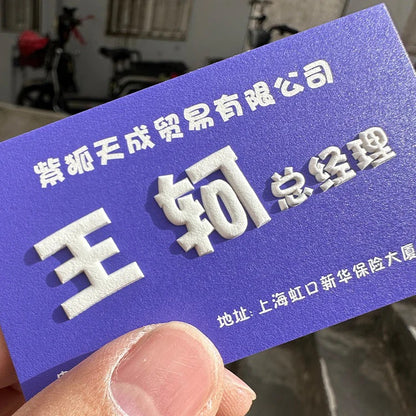 紫狐天成贸易有限公司
王 轲 总经理
地址: 上海虹口新华保险大厦